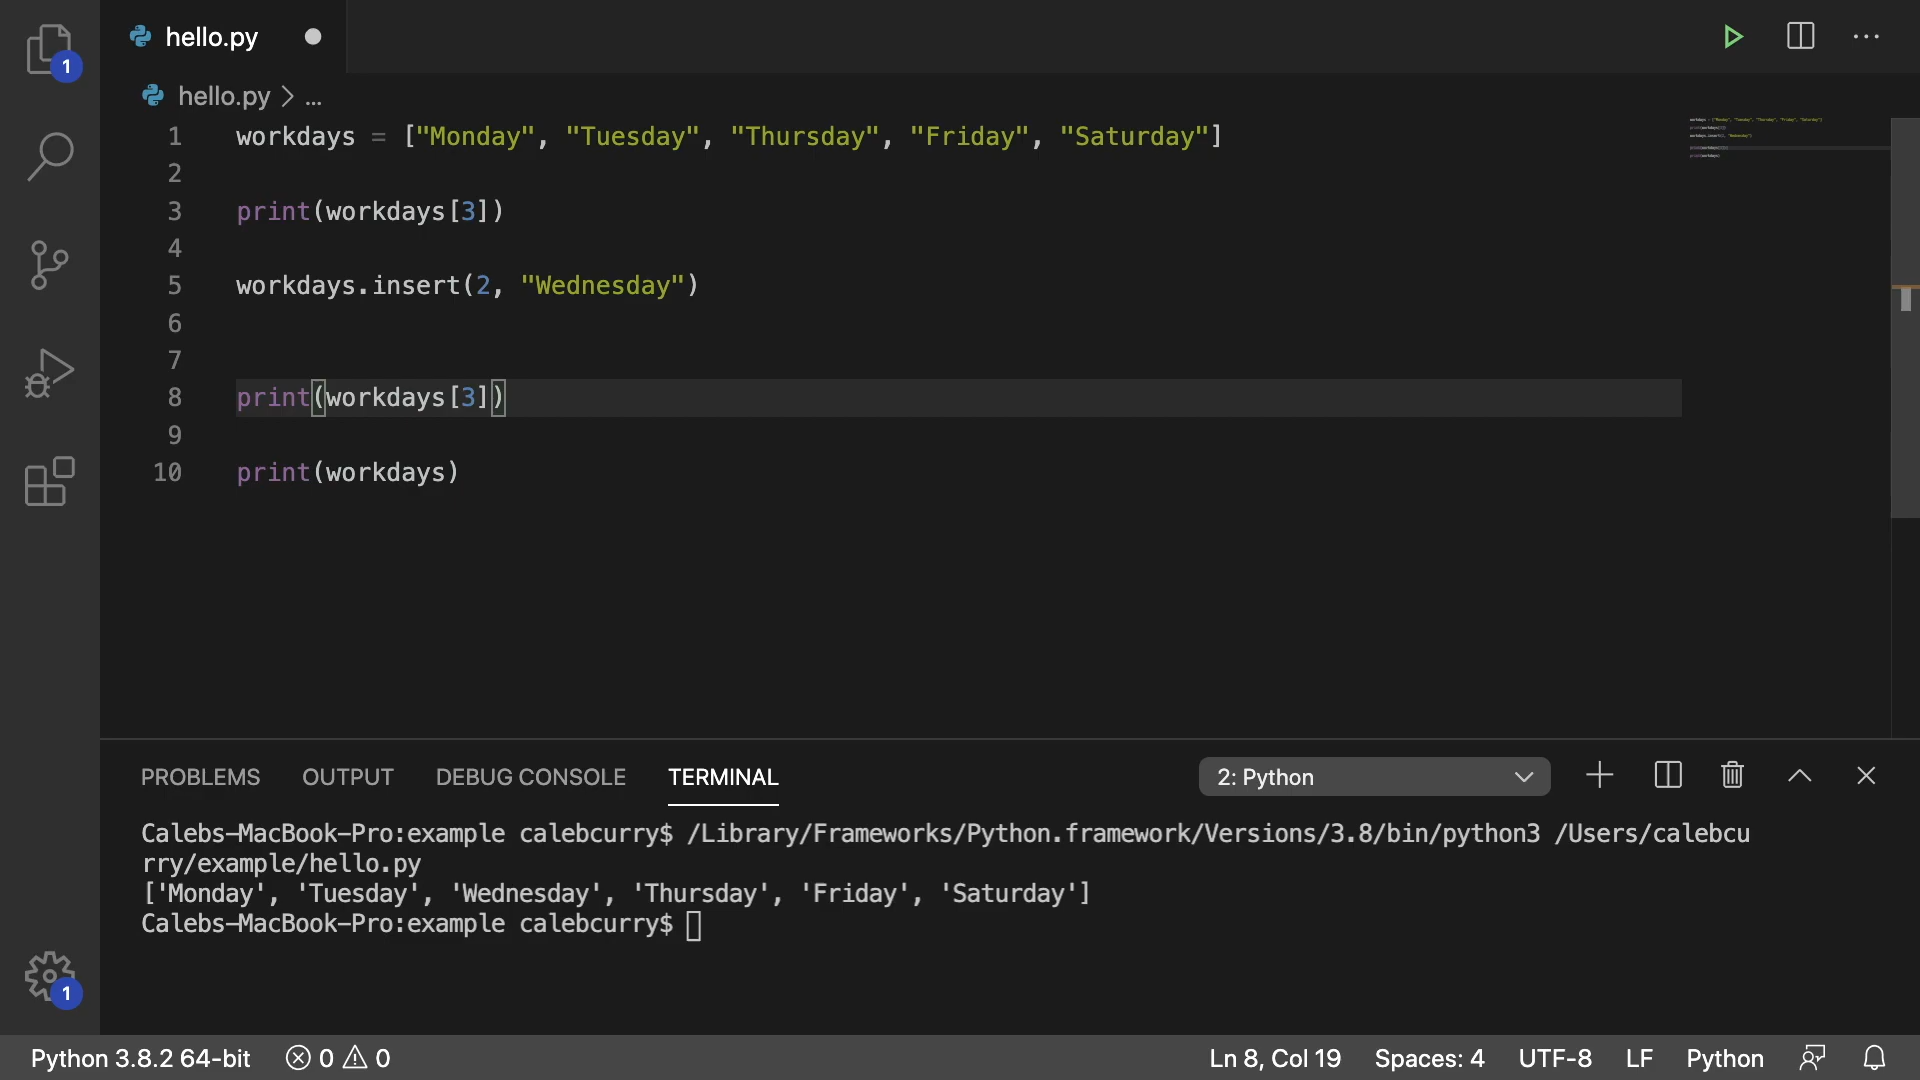 hello.py
1
hello.py > ...
1 workdays = ["Monday", "Tuesday", "Thursday", "Friday", "Saturday"]
2
3 print(workdays[3])
4
5 workdays.insert(2, "Wednesday")
6
7
8 print(workdays[3])
9
10 print(workdays)
PROBLEMS OUTPUT DEBUG CONSOLE TERMINAL 2: Python
Calebs-MacBook-Pro:example calebcurry$ /Library/Frameworks/Python.framework/Versions/3.8/bin/python3 /Users/calebcu
rry/example/hello.py
['Monday', 'Tuesday', 'Wednesday', 'Thursday', 'Friday', 'Saturday']
Calebs-MacBook-Pro:example calebcurry$
1
Python 3.8.2 64-bit 0 0 Ln 8, Col 19 Spaces: 4 UTF-8 LF Python